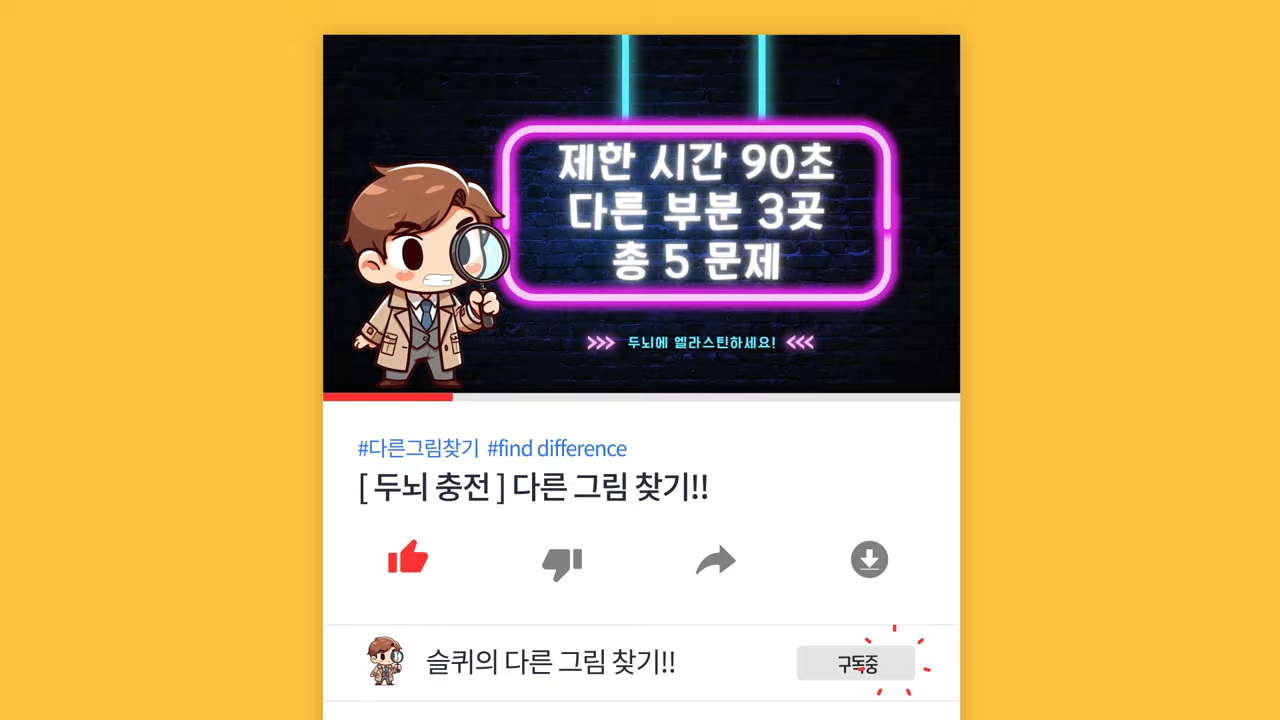 제한 시간 90초
다른 부분 3곳
총 5 문제
두뇌에 엘라스틴하세요!
#다른그림찾기 #find difference
[ 두뇌 충전 ] 다른 그림 찾기!!
슬퀴의 다른 그림 찾기!!
구독중